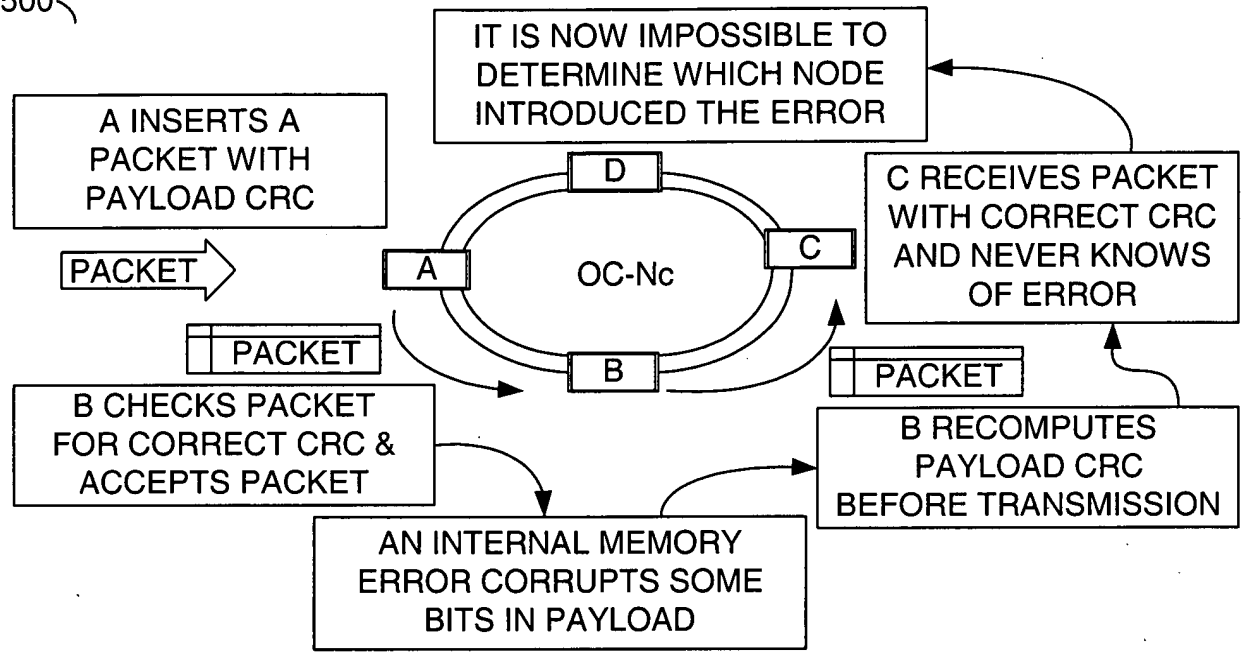 500
IT IS NOW IMPOSSIBLE TO
DETERMINE WHICH NODE
INTRODUCED THE ERROR
A INSERTS A
PACKET WITH
PAYLOAD CRC
PACKET
D
A
C
OC-Nc
B
C RECEIVES PACKET
WITH CORRECT CRC
AND NEVER KNOWS
OF ERROR
PACKET
PACKET
B CHECKS PACKET
FOR CORRECT CRC &
ACCEPTS PACKET
B RECOMPUTES
PAYLOAD CRC
BEFORE TRANSMISSION
AN INTERNAL MEMORY
ERROR CORRUPTS SOME
BITS IN PAYLOAD